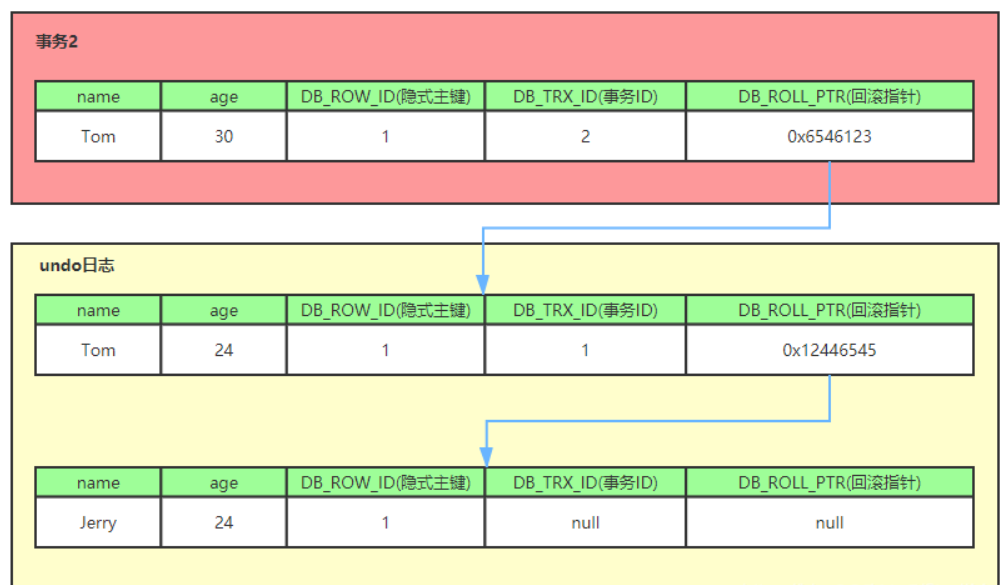 事务2
name age DB_ROW_ID(隐式主键) DB_TRX_ID(事务ID) DB_ROLL_PTR(回滚指针)
Tom 30 1 2 0x6546123
undo日志
name age DB_ROW_ID(隐式主键) DB_TRX_ID(事务ID) DB_ROLL_PTR(回滚指针)
Tom 24 1 1 0x12446545
name age DB_ROW_ID(隐式主键) DB_TRX_ID(事务ID) DB_ROLL_PTR(回滚指针)
Jerry 24 1 null null